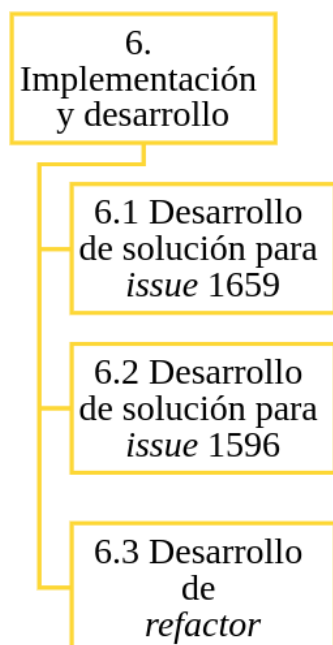 6.
Implementación
y desarrollo
6.1 Desarrollo
de solución para
issue 1659
6.2 Desarrollo
de solución para
issue 1596
6.3 Desarrollo
de
refactor